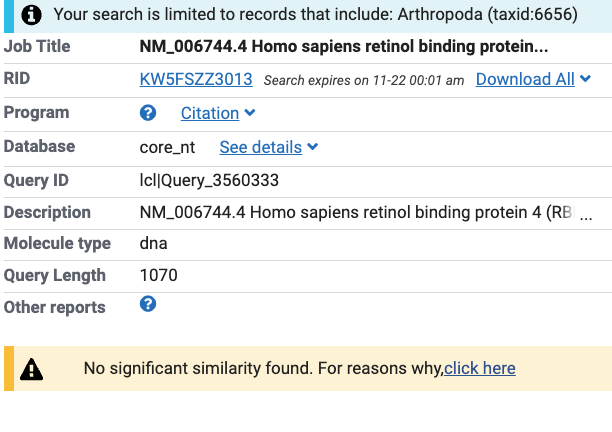 Your search is limited to records that include: Arthropoda (taxid:6656)
Job Title NM_006744.4 Homo sapiens retinol binding protein...
RID KW5FSZZ3013 Search expires on 11-22 00:01 am Download All
Program ? Citation
Database core_nt See details
Query ID lcl|Query_3560333
Description NM_006744.4 Homo sapiens retinol binding protein 4 (RB ...
Molecule type dna
Query Length 1070
Other reports ?
No significant similarity found. For reasons why,click here